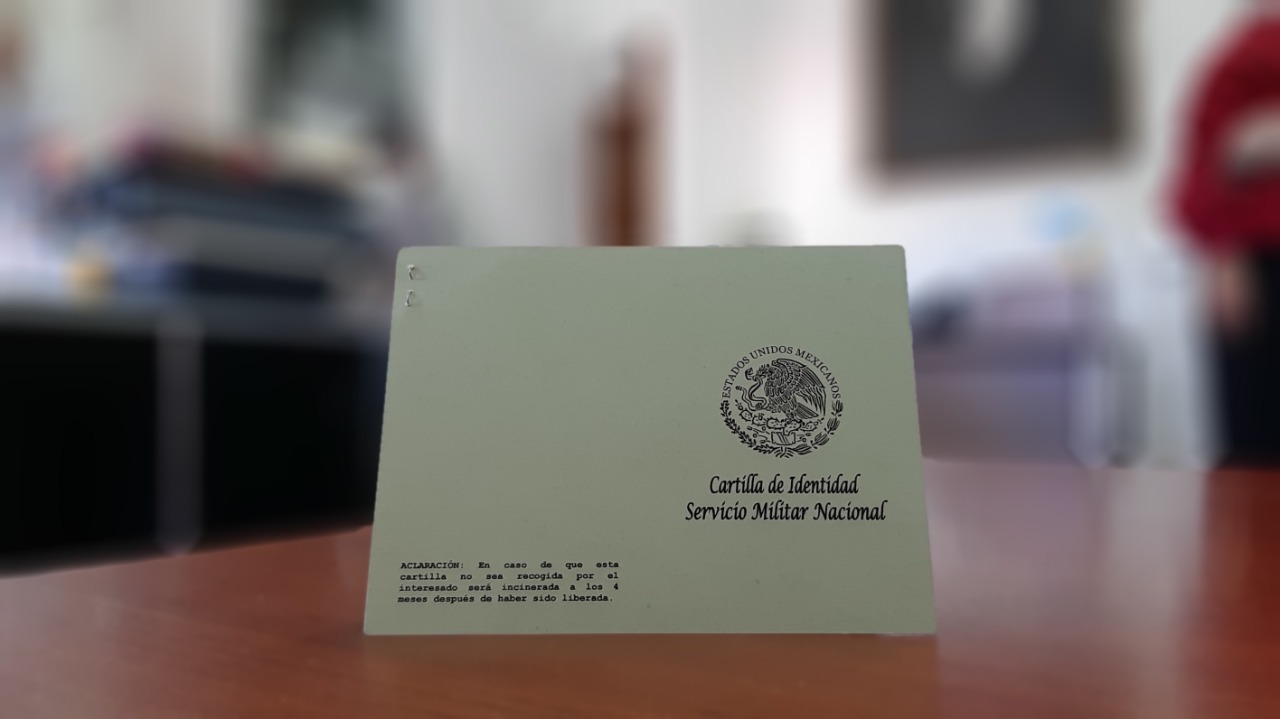 ESTADOS UNIDOS MEXICANOS
Cartilla de Identidad
Servicio Militar Nacional
ACLARACIÓN: En caso de que esta
cartilla no sea recogida por el
interesado será incinerada a los 4
meses después de haber sido liberada.